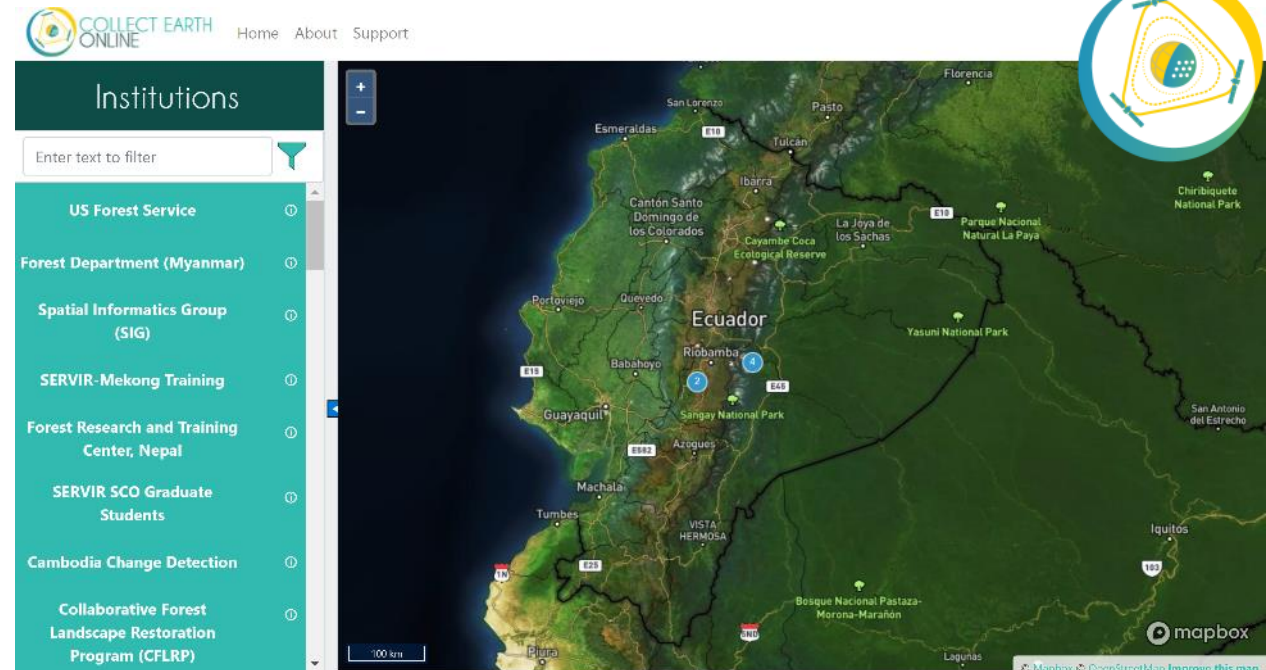 COLLECT EARTH
ONLINE
Home About Support
Institutions
Enter text to filter
US Forest Service
Forest Department (Myanmar)
Spatial Informatics Group
(SIG)
SERVIR-Mekong Training
Forest Research and Training
Center, Nepal
SERVIR SCO Graduate
Students
Cambodia Change Detection
Collaborative Forest
Landscape Restoration
Program (CFLRP)
+
−
Florencia
San Lorenzo
Pasto
Esmeraldas
E10
Tulcán
Ibarra
Chiribiquete
National Park
Cantón Santo
Domingo de
los Colorados
La Joya de
los Sachas
E10
Parque Nacional
Natural La Paya
Cayambe Coca
Ecological Reserve
Portoviejo
Quevedo
Ecuador
Yasuni National Park
Riobamba
4
Babahoyo
E15
2
E45
Guayaquil
Sangay National Park
San Antonio
del Estrecho
Azogues
E582
Machala
Tumbes
VISTA
HERMOSA
Iquitos
E25
1N
103
Bosque Nacional Pastaza-
Morona-Marañón
5ND
mapbox
100 km
Piura
Lagunas
© Mapbox © OpenStreetMap Improve this map